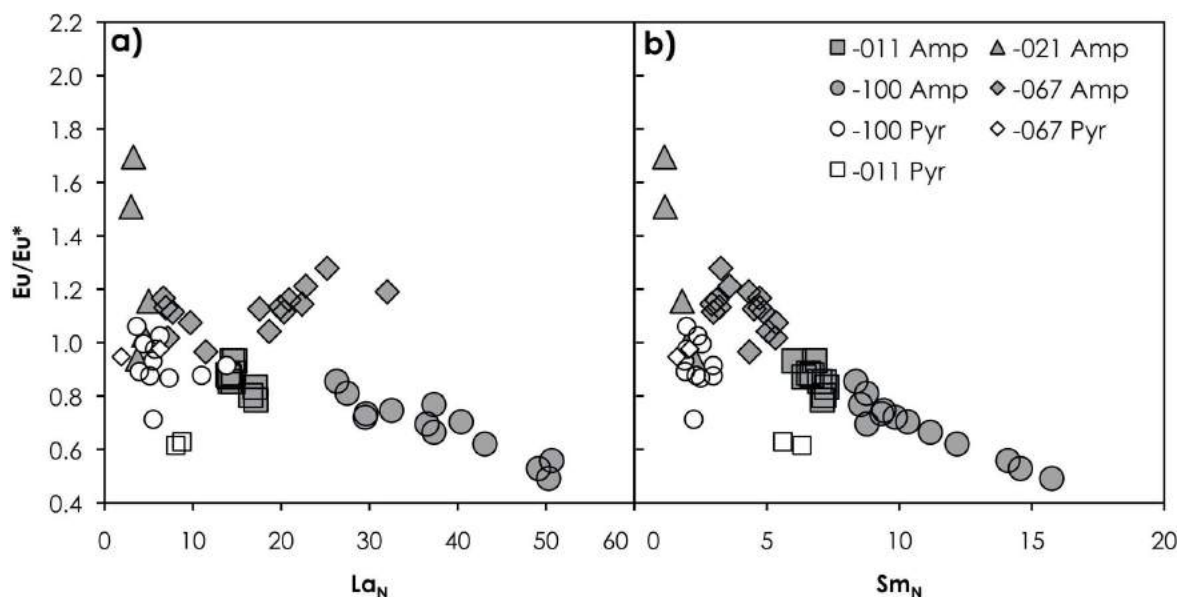 a)
b)
2.2
2.0
1.8
1.6
1.4
1.2
1.0
0.8
0.6
0.4
Eu/Eu*
-011 Amp -021 Amp
-100 Amp -067 Amp
-100 Pyr -067 Pyr
-011 Pyr
0 10 20 30 40 50 60 0 5 10 15 20
LaN SmN